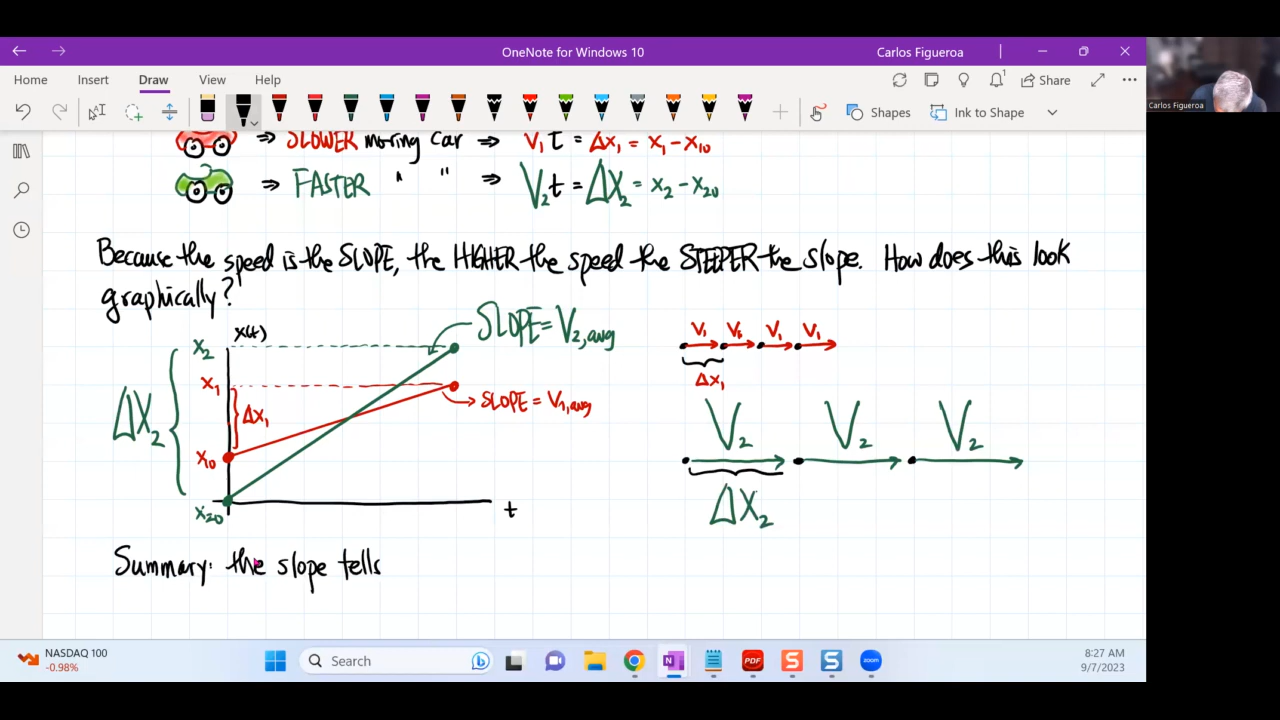 OneNote for Windows 10
Carlos Figueroa
Home Insert Draw View Help
Share
Shapes
Ink to Shape
Carlos Figueroa
⇒ SLOWER moving car ⇒ V₁t = Δx₁ = x₁ - x₁₀
⇒ FASTER " " ⇒ V₂t = ΔX₂ = x₂ - x₂₀
Because the speed is the SLOPE, the HIGHER the speed the STEEPER the slope. How does this look
graphically?
x(t)
SLOPE = V₂,avg
x₂
x₁
ΔX₂
Δx₁
SLOPE = V₁,avg
x₁₀
x₂₀
t
V₁ V₁ V₁ V₁
Δx₁
V₂ V₂ V₂
ΔX₂
Summary: the slope tells
NASDAQ 100
-0.98%
Search
PDF
S
S
zoom
8:27 AM
9/7/2023